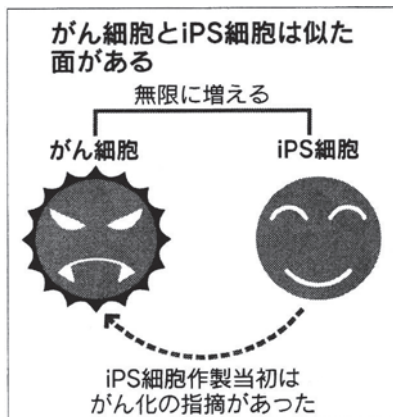 がん細胞とiPS細胞は似た
面がある
無限に増える
がん細胞
iPS細胞
iPS細胞作製当初は
がん化の指摘があった